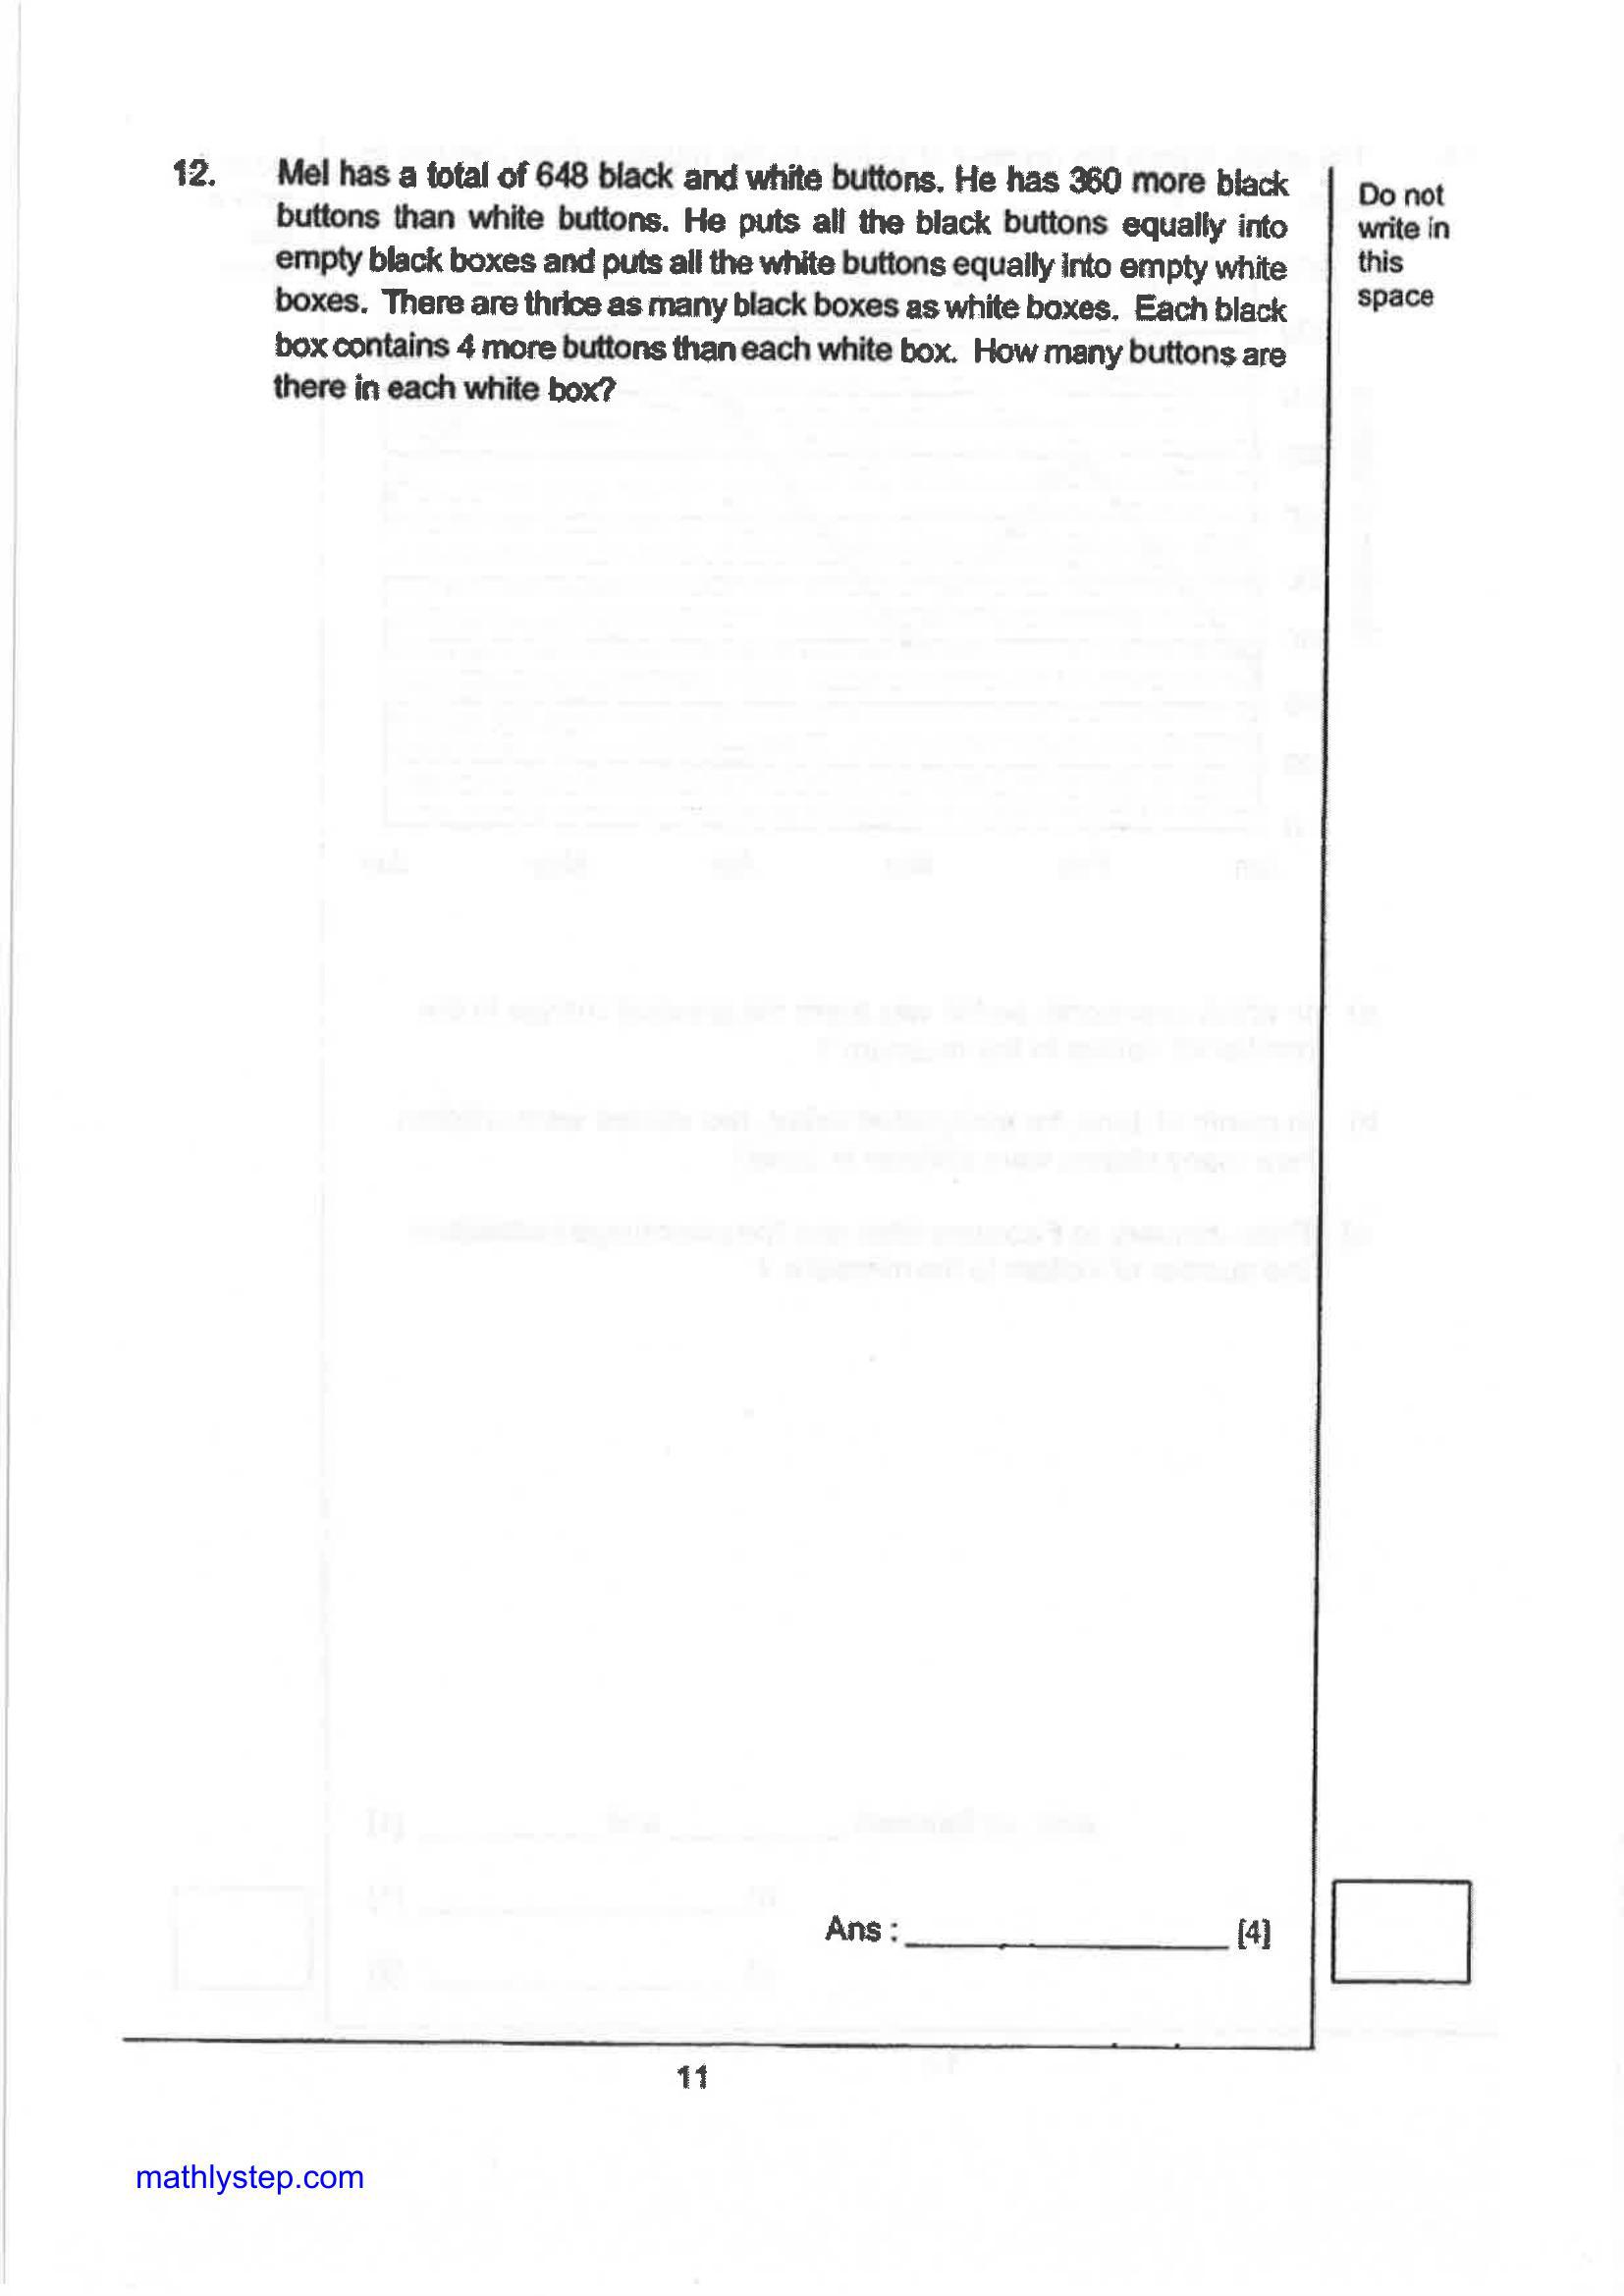 12. Mel has a total of 648 black and white buttons. He has 360 more black
buttons than white buttons. He puts all the black buttons equally into
empty black boxes and puts all the white buttons equally into empty white
boxes. There are thrice as many black boxes as white boxes. Each black
box contains 4 more buttons than each white box. How many buttons are
there in each white box?
Do not
write in
this
space
Ans : [4]
11
mathlystep.com